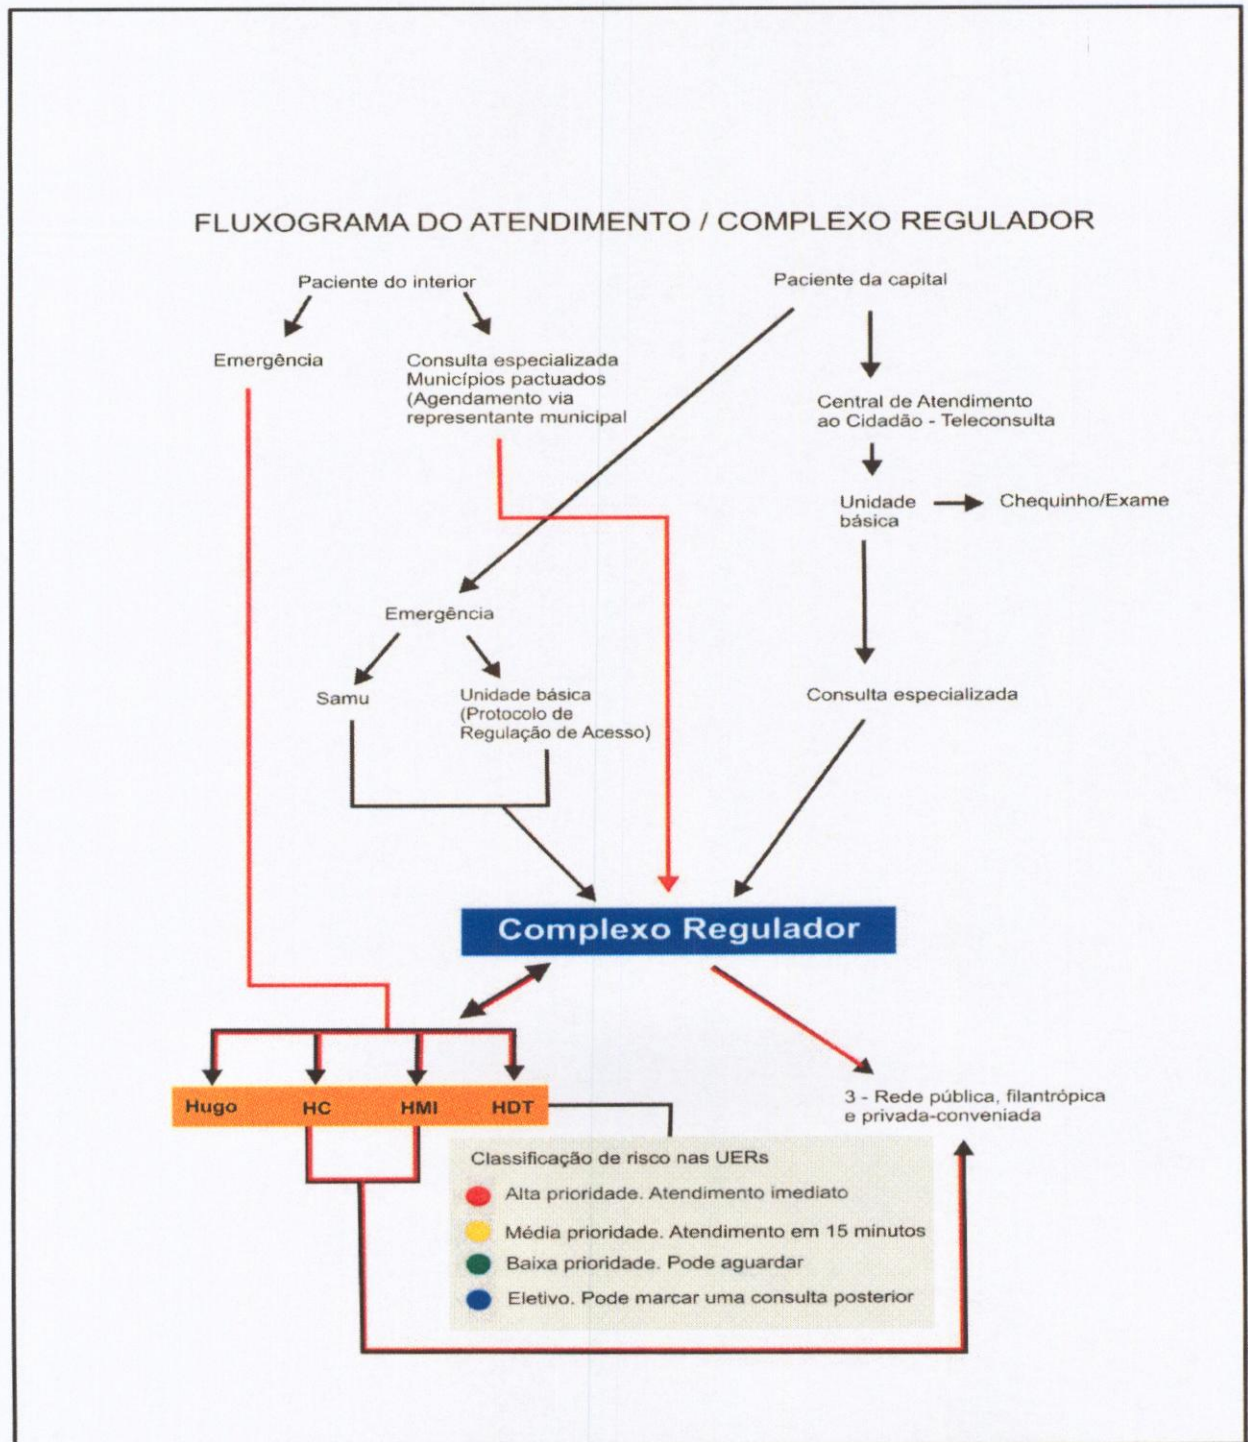 FLUXOGRAMA DO ATENDIMENTO / COMPLEXO REGULADOR
Paciente do interior
Paciente da capital
Emergência
Consulta especializada
Municípios pactuados
(Agendamento via
representante municipal
Central de Atendimento
ao Cidadão - Teleconsulta
Unidade
básica
Chequinho/Exame
Emergência
Samu
Unidade básica
(Protocolo de
Regulação de Acesso)
Consulta especializada
Complexo Regulador
Hugo
HC
HMI
HDT
3 - Rede pública, filantrópica
e privada-conveniada
Classificação de risco nas UERs
Alta prioridade. Atendimento imediato
Média prioridade. Atendimento em 15 minutos
Baixa prioridade. Pode aguardar
Eletivo. Pode marcar uma consulta posterior